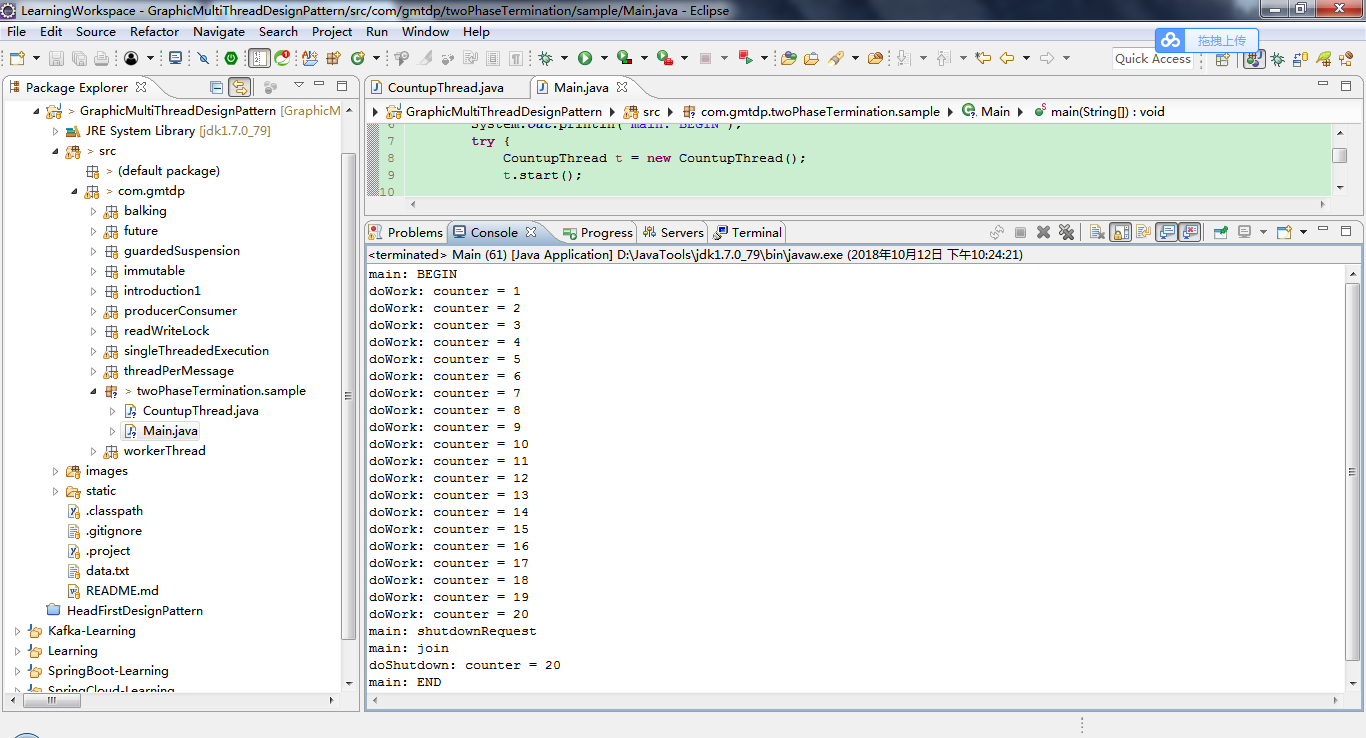 LearningWorkspace - GraphicMultiThreadDesignPattern/src/com/gmtdp/twoPhaseTermination/sample/Main.java - Eclipse
File Edit Source Refactor Navigate Search Project Run Window Help
拖拽上传
Quick Access
Package Explorer
> GraphicMultiThreadDesignPattern [GraphicM
JRE System Library [jdk1.7.0_79]
> src
> (default package)
> com.gmtdp
balking
future
guardedSuspension
immutable
introduction1
producerConsumer
readWriteLock
singleThreadedExecution
threadPerMessage
> twoPhaseTermination.sample
CountupThread.java
Main.java
workerThread
images
static
.classpath
.gitignore
.project
data.txt
README.md
HeadFirstDesignPattern
Kafka-Learning
Learning
SpringBoot-Learning
SpringCloud-Learning
CountupThread.java Main.java
GraphicMultiThreadDesignPattern src com.gmtdp.twoPhaseTermination.sample Main main(String[]) : void
6 System.out.println("main: BEGIN");
7 try {
8 CountupThread t = new CountupThread();
9 t.start();
10
Problems Console Progress Servers Terminal
<terminated> Main (61) [Java Application] D:\JavaTools\jdk1.7.0_79\bin\javaw.exe (2018年10月12日 下午10:24:21)
main: BEGIN
doWork: counter = 1
doWork: counter = 2
doWork: counter = 3
doWork: counter = 4
doWork: counter = 5
doWork: counter = 6
doWork: counter = 7
doWork: counter = 8
doWork: counter = 9
doWork: counter = 10
doWork: counter = 11
doWork: counter = 12
doWork: counter = 13
doWork: counter = 14
doWork: counter = 15
doWork: counter = 16
doWork: counter = 17
doWork: counter = 18
doWork: counter = 19
doWork: counter = 20
main: shutdownRequest
main: join
doShutdown: counter = 20
main: END